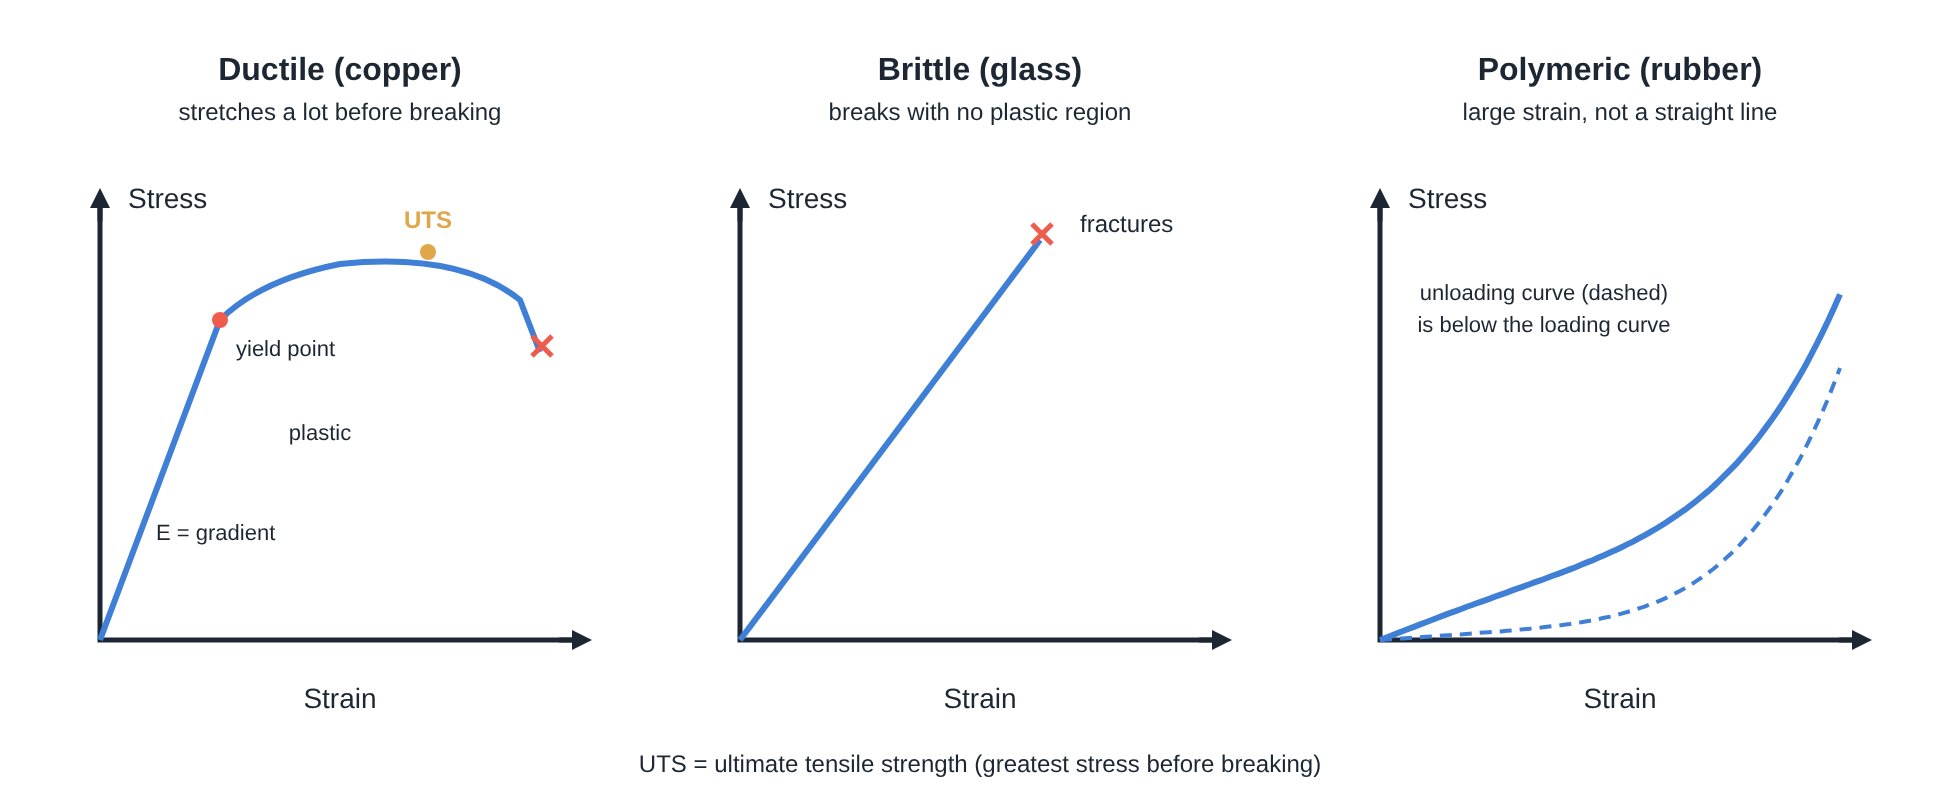 Ductile (copper)
stretches a lot before breaking
Stress
UTS
yield point
plastic
E = gradient
Strain
Brittle (glass)
breaks with no plastic region
Stress
fractures
Strain
Polymeric (rubber)
large strain, not a straight line
Stress
unloading curve (dashed)
is below the loading curve
Strain
UTS = ultimate tensile strength (greatest stress before breaking)